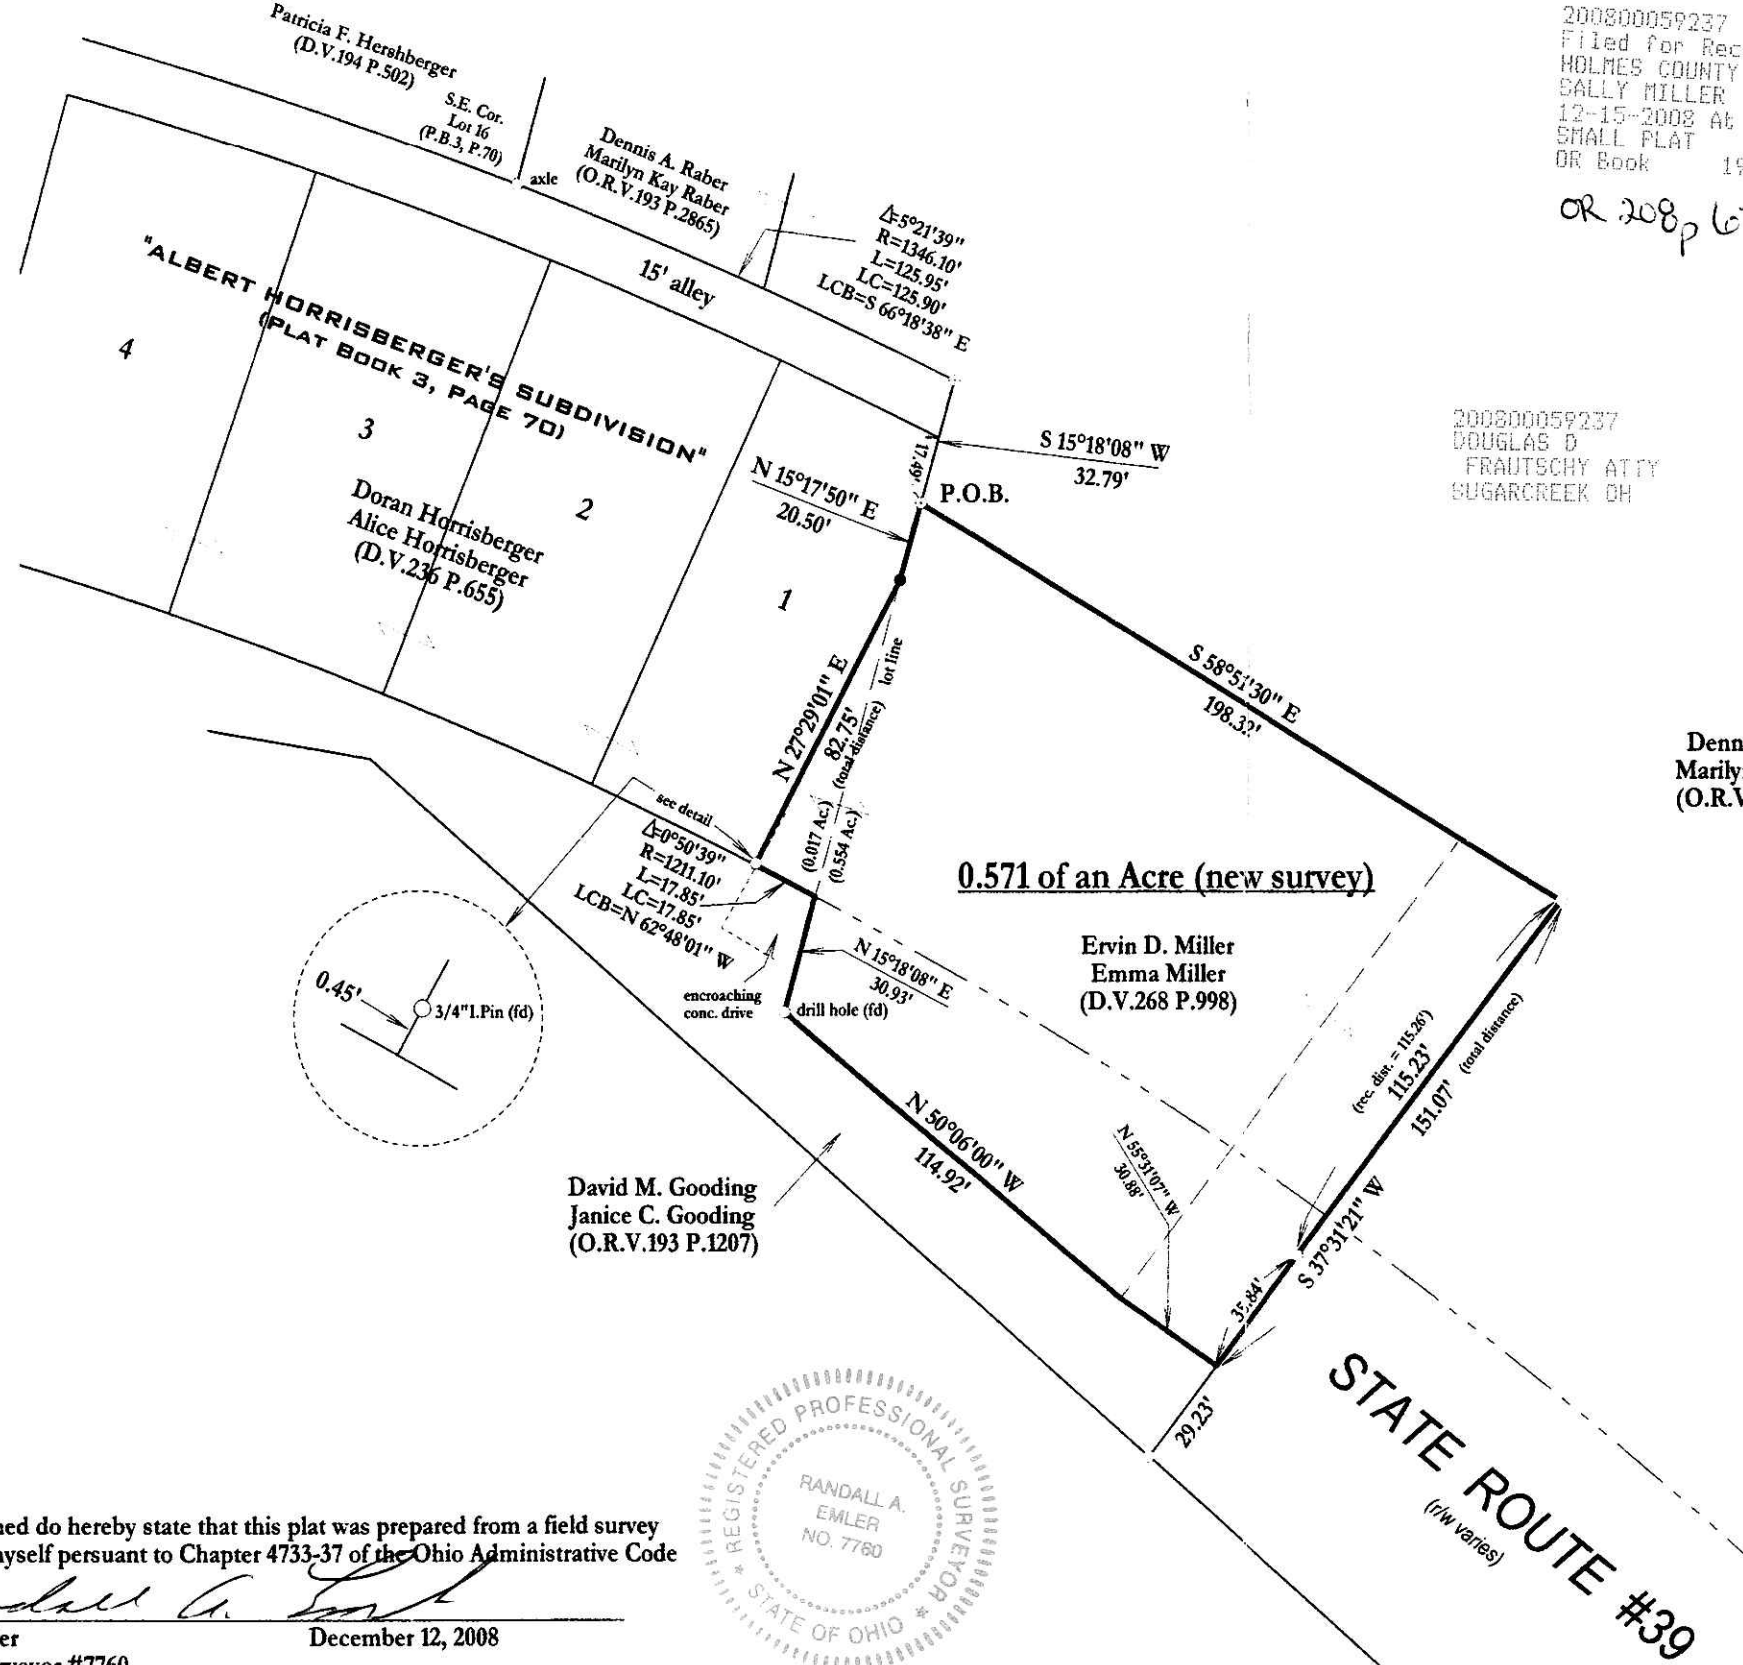 200800059237
Filed for Rec
HOLMES COUNTY
SALLY MILLER
12-15-2008 At
SMALL PLAT
OR Book 19
OR 208 p
Patricia F. Hershberger
(D.V.194 P.502)
S.E. Cor.
Lot 16
(P.B.3, P.70)
axle
Dennis A. Raber
Marilyn Kay Raber
(O.R.V.193 P.2865)
Δ=5°21'39"
R=1346.10'
L=125.95'
LC=125.90'
LCB=S 66°18'38" E
15' alley
"ALBERT HORRISBERGER'S SUBDIVISION"
(PLAT BOOK 3, PAGE 70)
4
3
2
1
Doran Horrisberger
Alice Horrisberger
(D.V.236 P.655)
N 15°17'50" E
20.50'
17.49'
S 15°18'08" W
32.79'
P.O.B.
200800059237
DOUGLAS D
FRAUTSCHY ATTY
SUGARCREEK OH
S 58°51'30" E
198.32'
N 27°29'01" E
82.75'
(total distance)
lot line
(0.017 Ac.)
(0.554 Ac.)
see detail
Δ=0°50'39"
R=1211.10'
L=17.85'
LC=17.85'
LCB=N 62°48'01" W
Denn
Marily
(O.R.V
0.571 of an Acre (new survey)
Ervin D. Miller
Emma Miller
(D.V.268 P.998)
0.45'
3/4"I.Pin (fd)
encroaching
conc. drive
N 15°18'08" E
30.93'
drill hole (fd)
(rec. dist. = 115.26')
115.23'
151.07' (total distance)
S 37°31'21" W
N 50°06'00" W
114.92'
N 55°31'07" W
30.88'
35.84'
29.23'
David M. Gooding
Janice C. Gooding
(O.R.V.193 P.1207)
STATE ROUTE #39
(r/w varies)
REGISTERED PROFESSIONAL SURVEYOR
RANDALL A.
EMLER
NO. 7760
STATE OF OHIO
ned do hereby state that this plat was prepared from a field survey
nyself persuant to Chapter 4733-37 of the Ohio Administrative Code
er
December 12, 2008
rveyor #7760